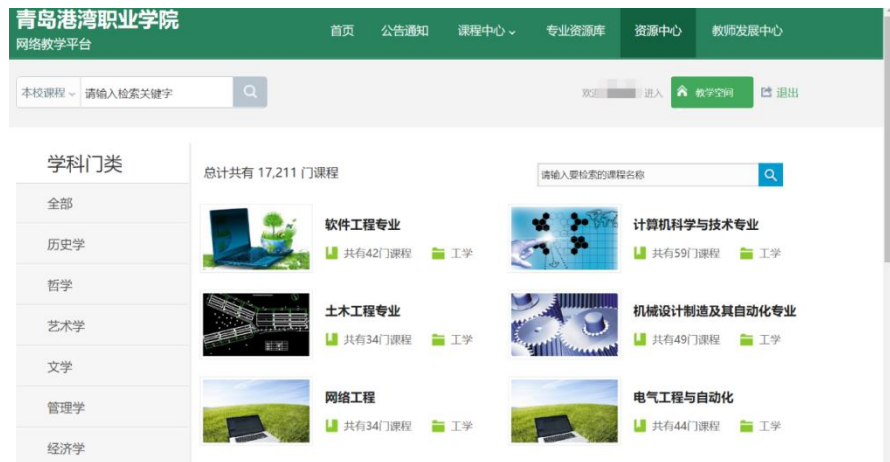 青岛港湾职业学院
网络教学平台
首页 公告通知 课程中心 专业资源库 资源中心 教师发展中心
本校课程 请输入检索关键字
欢迎 进入 教学空间 退出
学科门类
全部
历史学
哲学
艺术学
文学
管理学
经济学
总计共有 17,211 门课程
请输入要检索的课程名称
软件工程专业
共有42门课程 工学
计算机科学与技术专业
共有59门课程 工学
土木工程专业
共有34门课程 工学
机械设计制造及其自动化专业
共有49门课程 工学
网络工程
共有34门课程 工学
电气工程与自动化
共有44门课程 工学